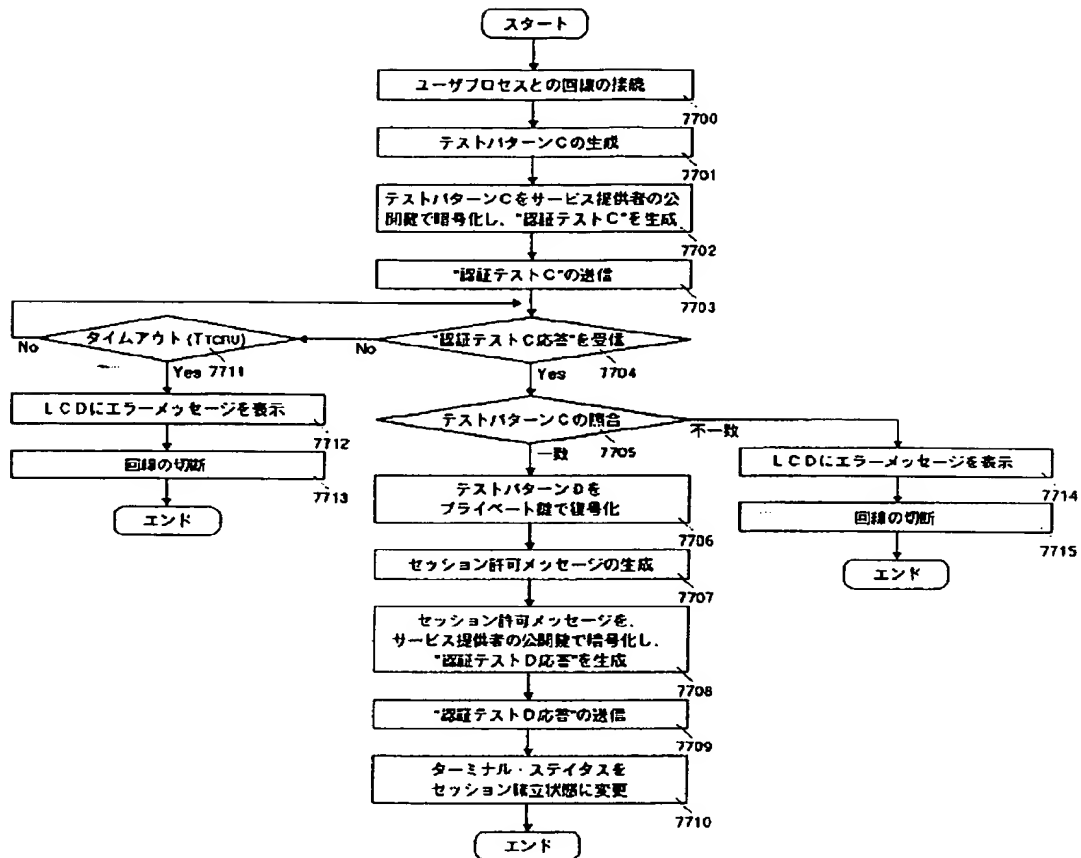 スタート
ユーザプロセスとの回線の接続
7700
テストパターンCの生成
7701
テストパターンCをサービス提供者の公
開鍵で暗号化し、"認証テストC"を生成
7702
"認証テストC"の送信
7703
タイムアウト(TTCRU)
No
7711
Yes
"認証テストC応答"を受信
No
7704
Yes
LCDにエラーメッセージを表示
7712
回線の切断
7713
エンド
テストパターンCの照合
不一致
7705
一致
LCDにエラーメッセージを表示
7714
回線の切断
7715
エンド
テストパターンDを
プライベート鍵で復号化
7706
セッション許可メッセージの生成
7707
セッション許可メッセージを、
サービス提供者の公開鍵で暗号化し、
"認証テストD応答"を生成
7708
"認証テストD応答"の送信
7709
ターミナル・ステイタスを
セッション確立状態に変更
7710
エンド